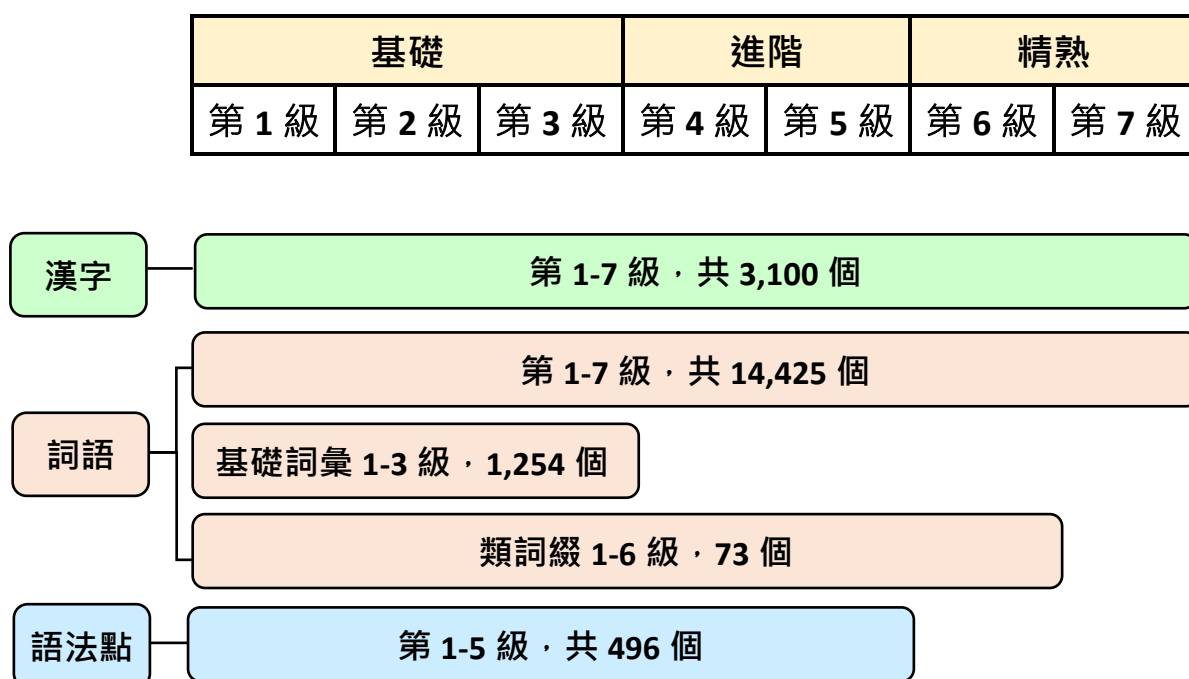 基礎 進階 精熟
第 1 級 第 2 級 第 3 級 第 4 級 第 5 級 第 6 級 第 7 級
漢字 第 1-7 級，共 3,100 個
第 1-7 級，共 14,425 個
詞語 基礎詞彙 1-3 級，1,254 個
類詞綴 1-6 級，73 個
語法點 第 1-5 級，共 496 個